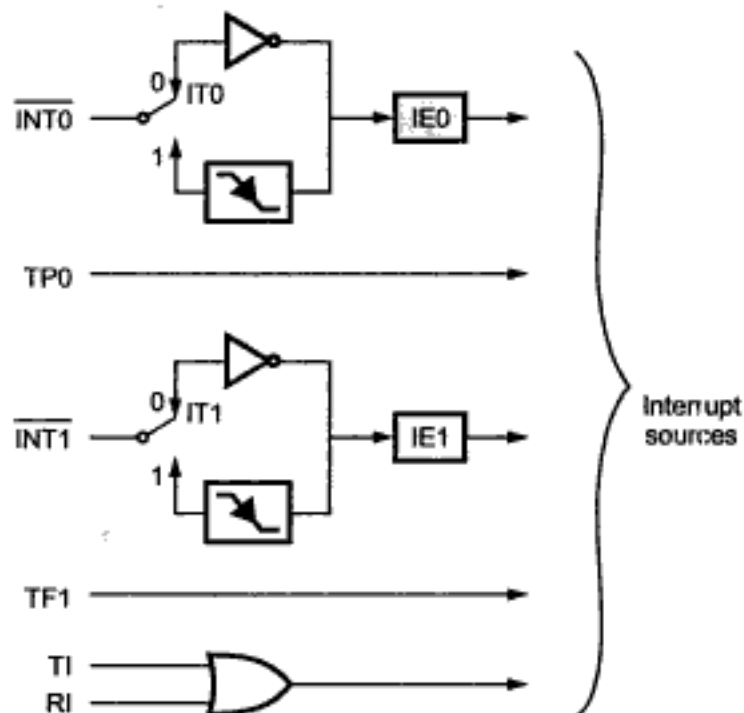 0
IT0
INT0
IE0
1
TP0
0
IT1
INT1
IE1
1
Interrupt
sources
TF1
TI
RI